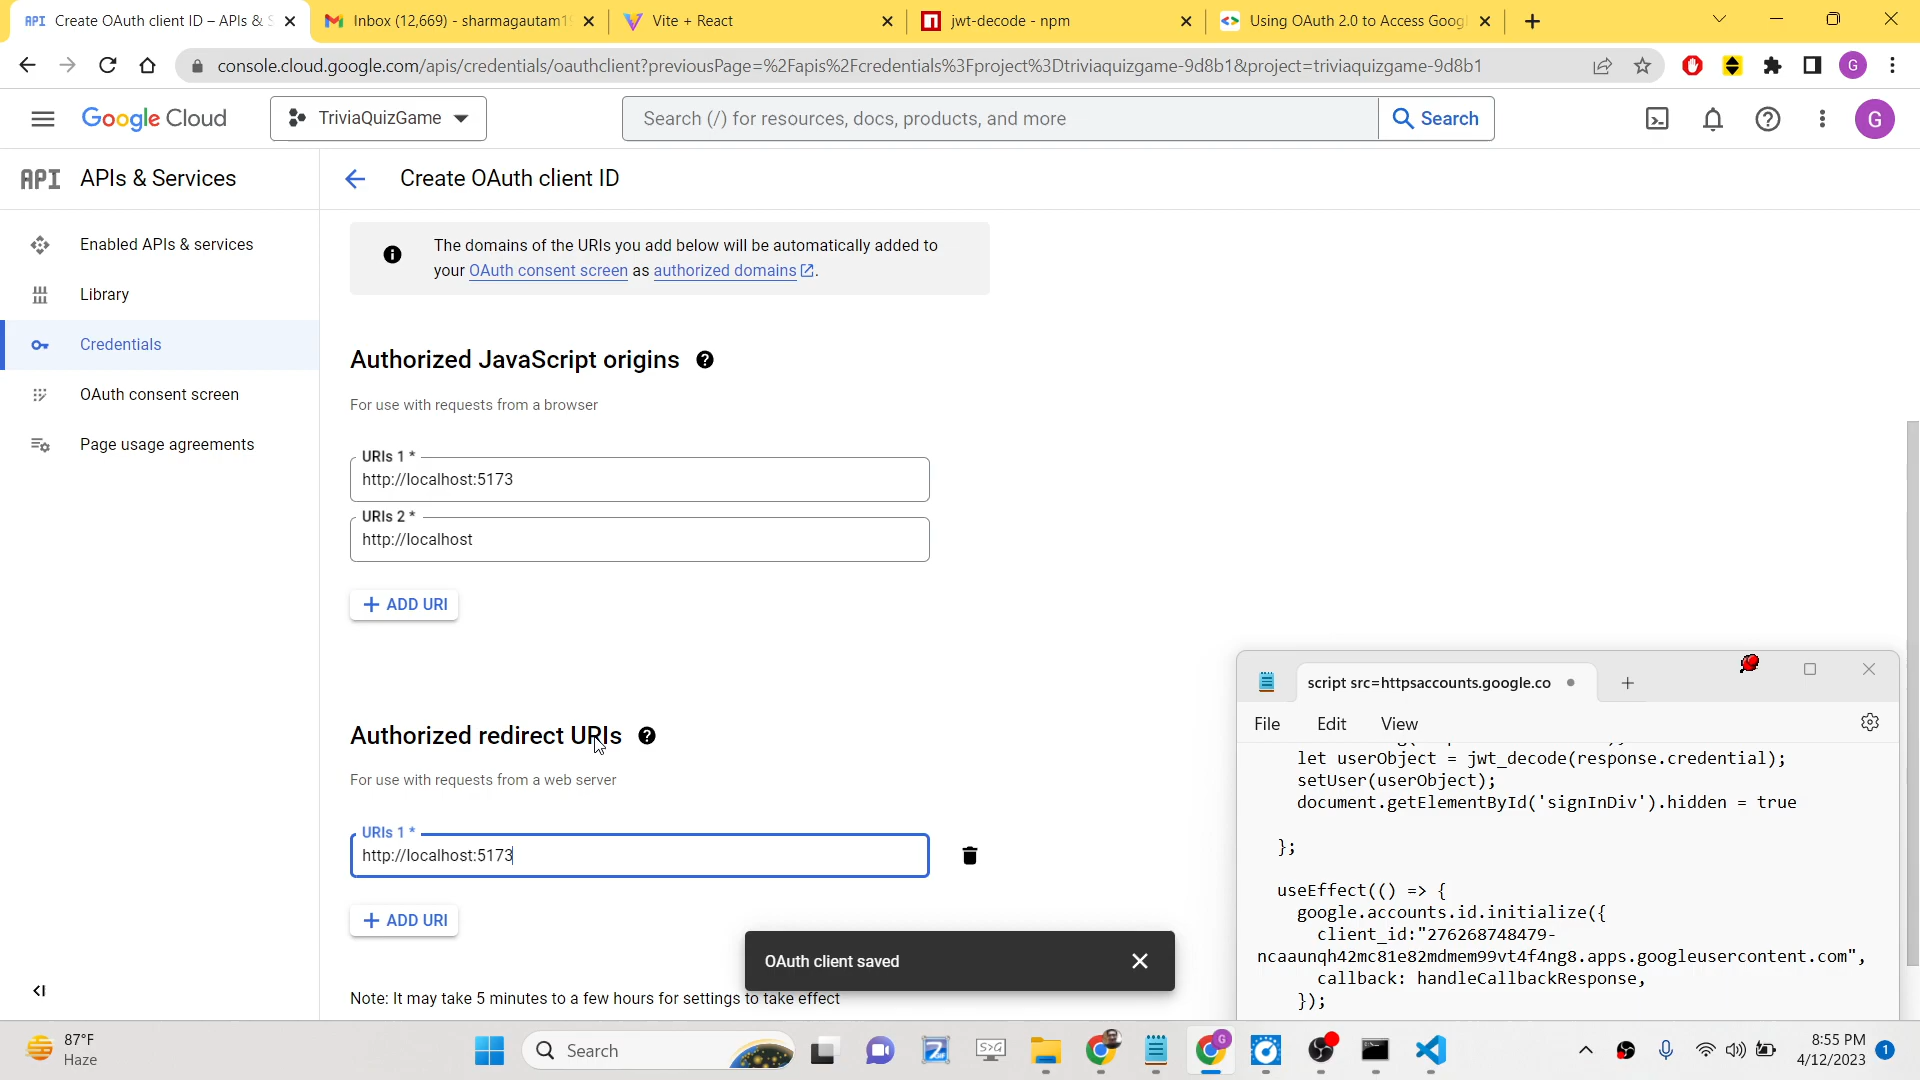 API Create OAuth client ID – APIs &
Inbox (12,669) - sharmagautam1
Vite + React
jwt-decode - npm
Using OAuth 2.0 to Access Goog
console.cloud.google.com/apis/credentials/oauthclient?previousPage=%2Fapis%2Fcredentials%3Fproject%3Dtriviaquizgame-9d8b1&project=triviaquizgame-9d8b1
G
Google Cloud
TriviaQuizGame
Search (/) for resources, docs, products, and more
Search
G
API APIs & Services
Create OAuth client ID
Enabled APIs & services
Library
Credentials
OAuth consent screen
Page usage agreements
The domains of the URIs you add below will be automatically added to
your OAuth consent screen as authorized domains.
Authorized JavaScript origins
For use with requests from a browser
URIs 1 *
http://localhost:5173
URIs 2 *
http://localhost
+ ADD URI
Authorized redirect URIs
For use with requests from a web server
URIs 1 *
http://localhost:5173
+ ADD URI
OAuth client saved
Note: It may take 5 minutes to a few hours for settings to take effect
script src=httpsaccounts.google.co
File Edit View
let userObject = jwt_decode(response.credential);
setUser(userObject);
document.getElementById('signInDiv').hidden = true
};
useEffect(() => {
google.accounts.id.initialize({
client_id:"276268748479-
ncaaunqh42mc81e82mdmem99vt4f4ng8.apps.googleusercontent.com",
callback: handleCallbackResponse,
});
87°F
Haze
Search
S>G
G
8:55 PM
4/12/2023
1